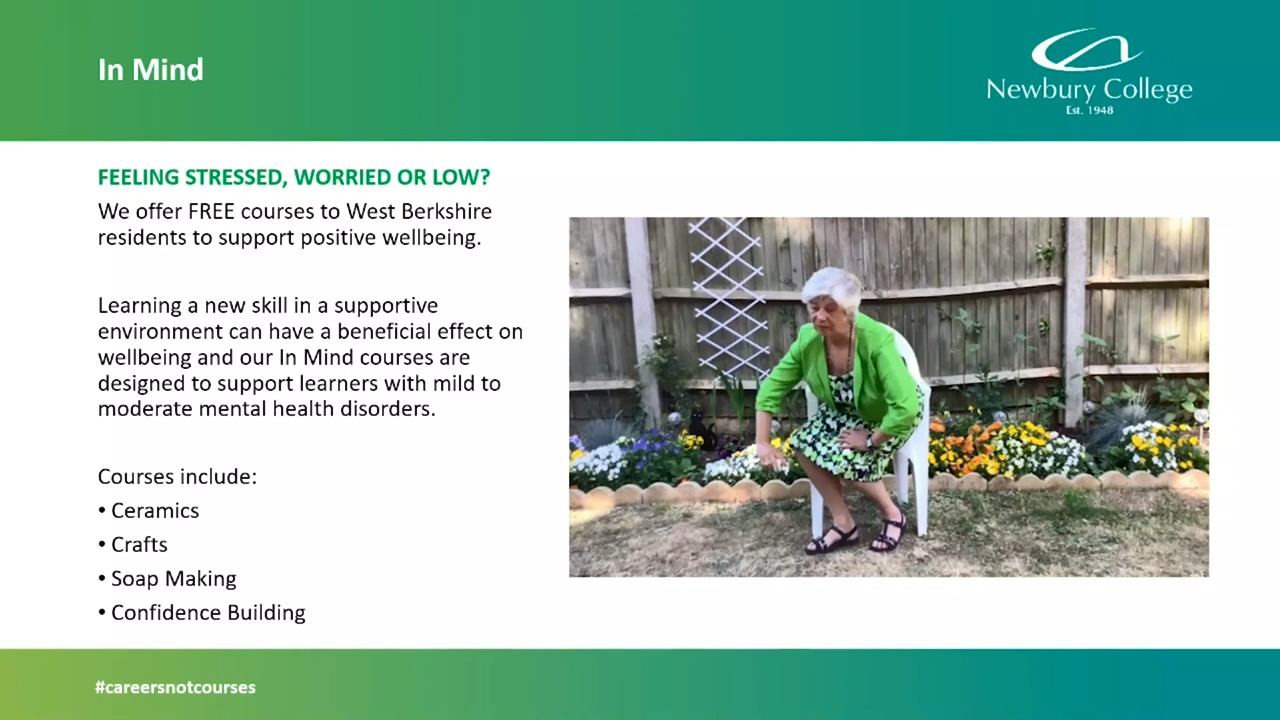 In Mind
Newbury College
Est. 1948
FEELING STRESSED, WORRIED OR LOW?
We offer FREE courses to West Berkshire
residents to support positive wellbeing.
Learning a new skill in a supportive
environment can have a beneficial effect on
wellbeing and our In Mind courses are
designed to support learners with mild to
moderate mental health disorders.
Courses include:
• Ceramics
• Crafts
• Soap Making
• Confidence Building
#careersnotcourses